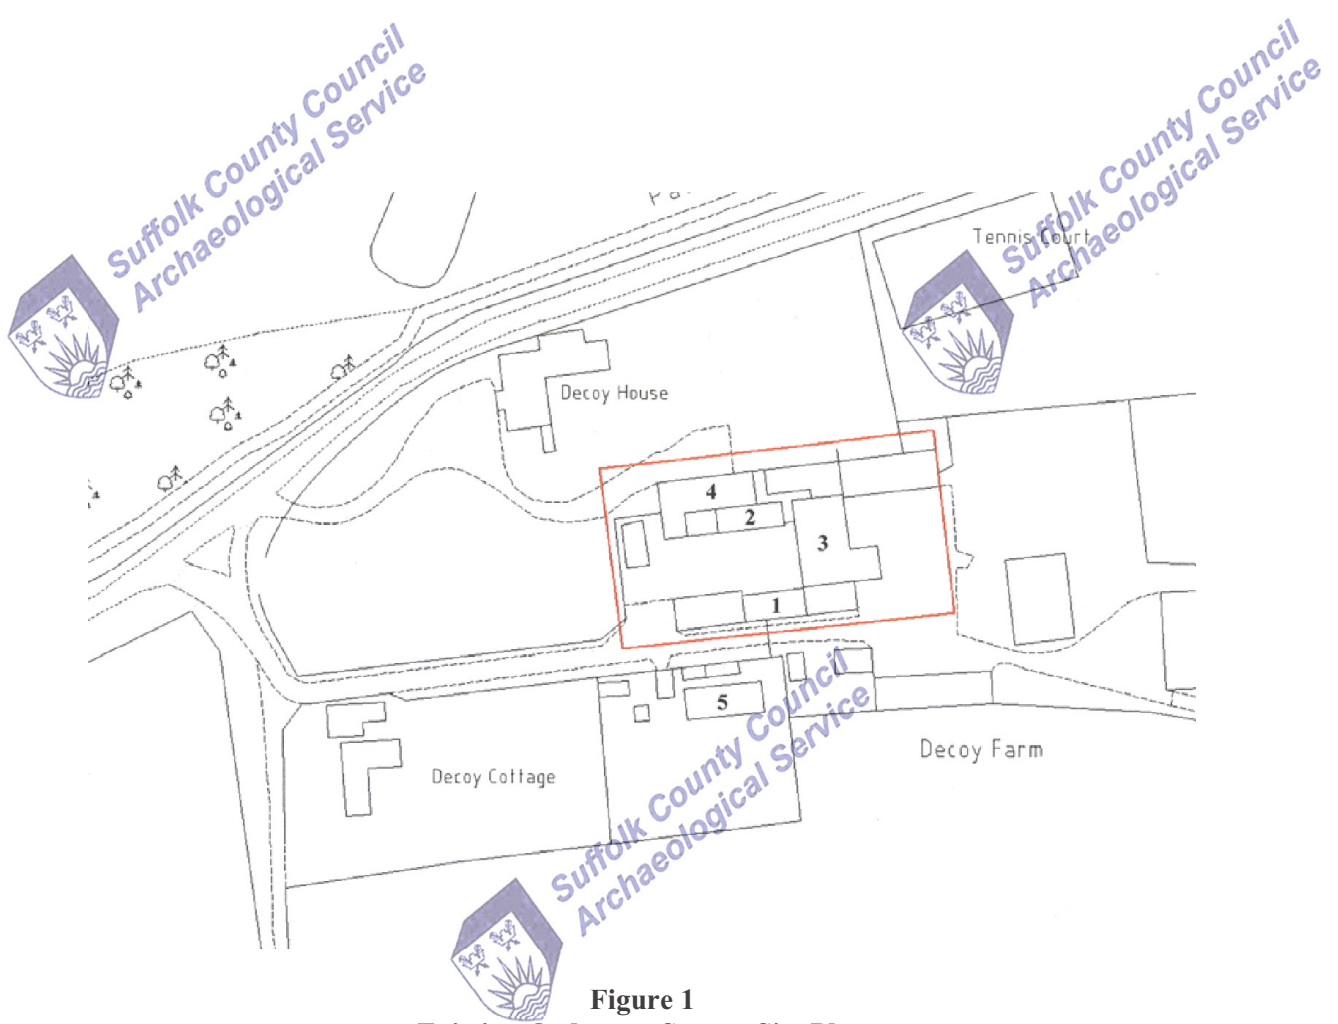 Suffolk County Council
Archaeological Service
Suffolk County Council
Archaeological Service
Tennis Court
Decoy House
4
2
3
1
5
Decoy Farm
Decoy Cottage
Suffolk County Council
Archaeological Service
Figure 1